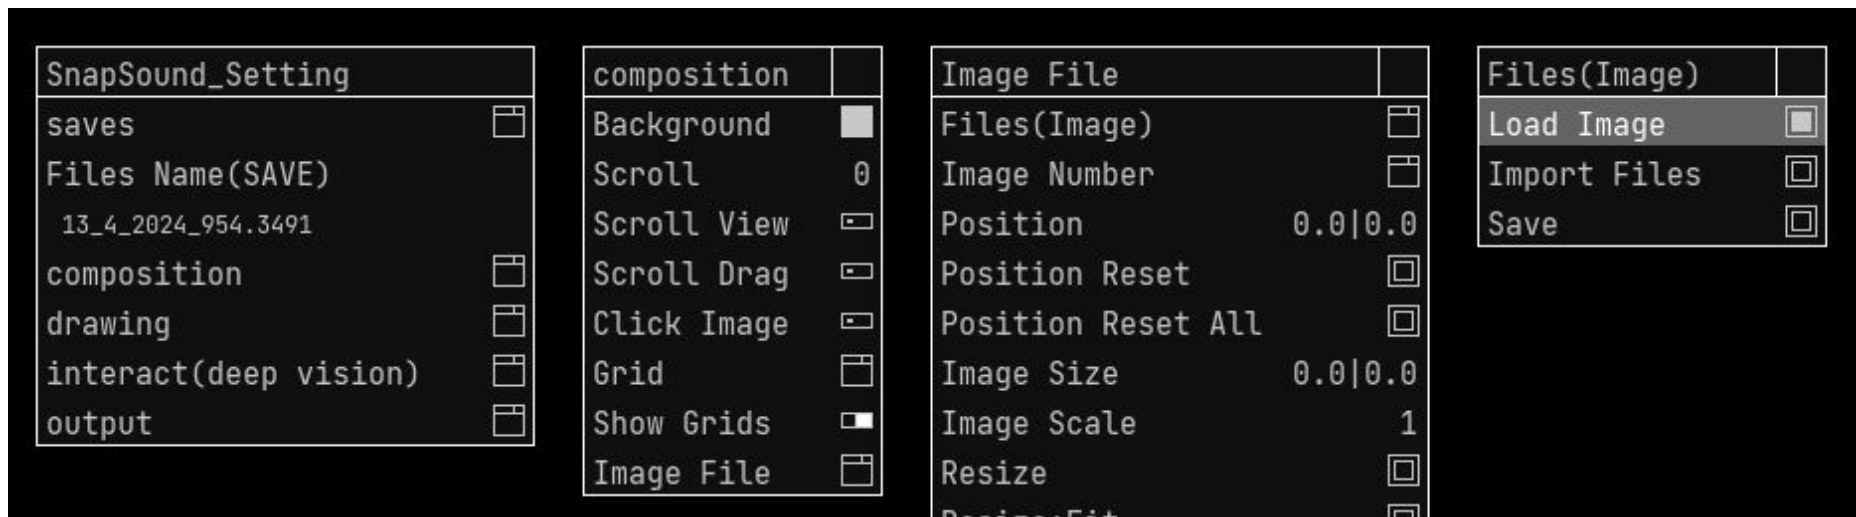 SnapSound_Setting
saves
Files Name(SAVE)
13_4_2024_954.3491
composition
drawing
interact(deep vision)
output
composition
Background
Scroll 0
Scroll View
Scroll Drag
Click Image
Grid
Show Grids
Image File
Image File
Files(Image)
Image Number
Position 0.0|0.0
Position Reset
Position Reset All
Image Size 0.0|0.0
Image Scale 1
Resize
Resize:Fit
Files(Image)
Load Image
Import Files
Save